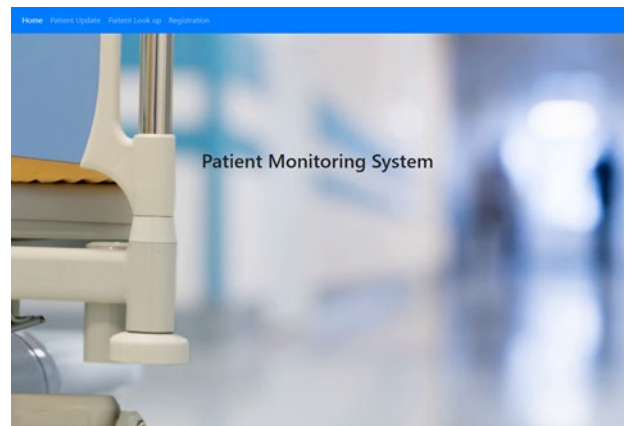 Home Patient Update Patient Look up Registration
Patient Monitoring System